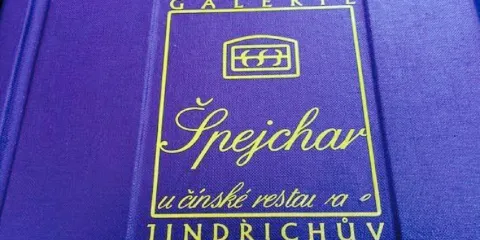 GALERIE
Špejchar
u čínské
JINDŘICHŮV